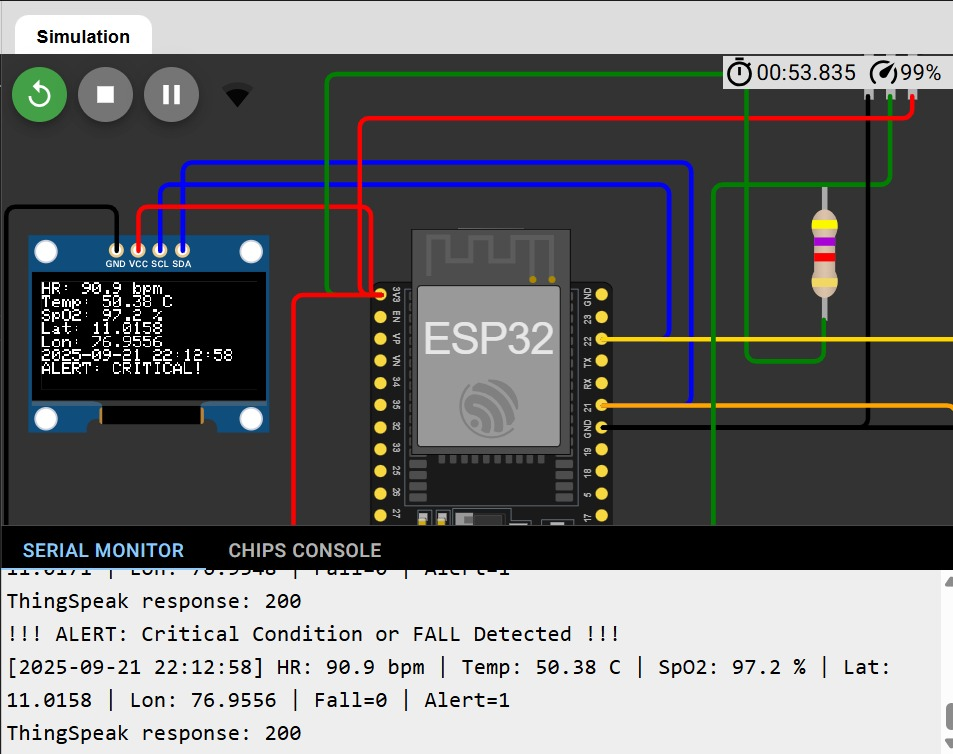 Simulation
00:53.835 99%
GND VCC SCL SDA
HR: 90.9 bpm
Temp: 50.38 C
SpO2: 97.2 %
Lat: 11.0158
Lon: 76.9556
2025-09-21 22:12:58
ALERT: CRITICAL!
ESP32
3V3
EN
VP
VN
34
35
32
33
25
26
27
GND
23
22
TX
RX
21
GND
19
18
5
17
SERIAL MONITOR CHIPS CONSOLE
11.0171 | Lon: 76.9548 | Fall=0 | Alert=1
ThingSpeak response: 200
!!! ALERT: Critical Condition or FALL Detected !!!
[2025-09-21 22:12:58] HR: 90.9 bpm | Temp: 50.38 C | SpO2: 97.2 % | Lat:
11.0158 | Lon: 76.9556 | Fall=0 | Alert=1
ThingSpeak response: 200